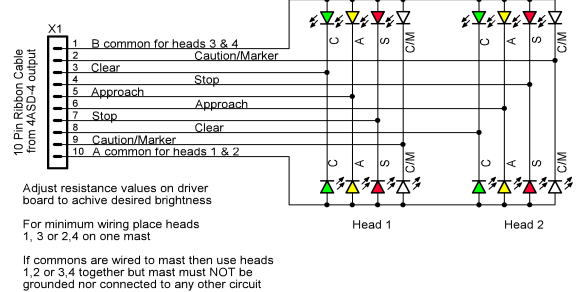 C
A
S
C/M
C
A
S
C/M
X1
1 B common for heads 3 & 4
2 Caution/Marker
3 Clear
4 Stop
5 Approach
6 Approach
7 Stop
8 Clear
9 Caution/Marker
10 A common for heads 1 & 2
10 Pin Ribbon Cable
from 4ASD-4 output
C
A
S
C/M
C
A
S
C/M
Head 1
Head 2
Adjust resistance values on driver
board to achive desired brightness
For minimum wiring place heads
1, 3 or 2,4 on one mast
If commons are wired to mast then use heads
1,2 or 3,4 together but mast must NOT be
grounded nor connected to any other circuit